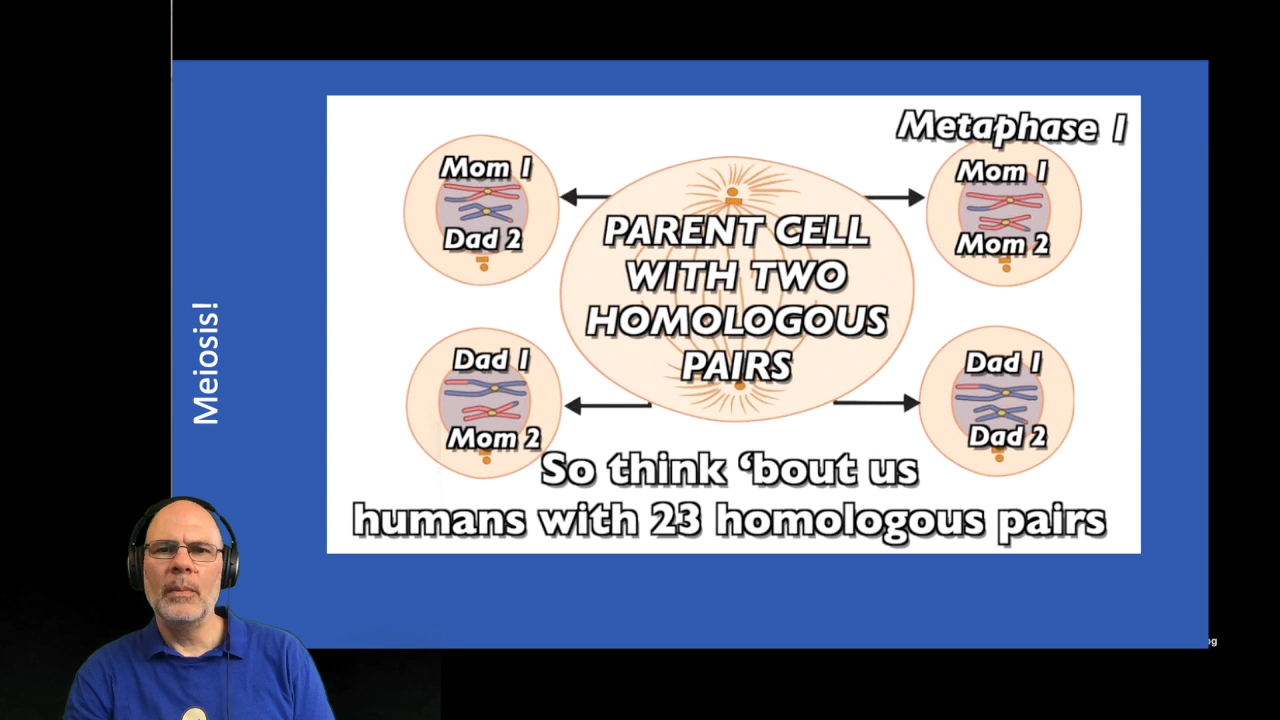 Meiosis!
Metaphase 1
Mom 1
Dad 2
PARENT CELL
WITH TWO
HOMOLOGOUS
PAIRS
Mom 1
Mom 2
Dad 1
Mom 2
Dad 1
Dad 2
So think ‘bout us
humans with 23 homologous pairs